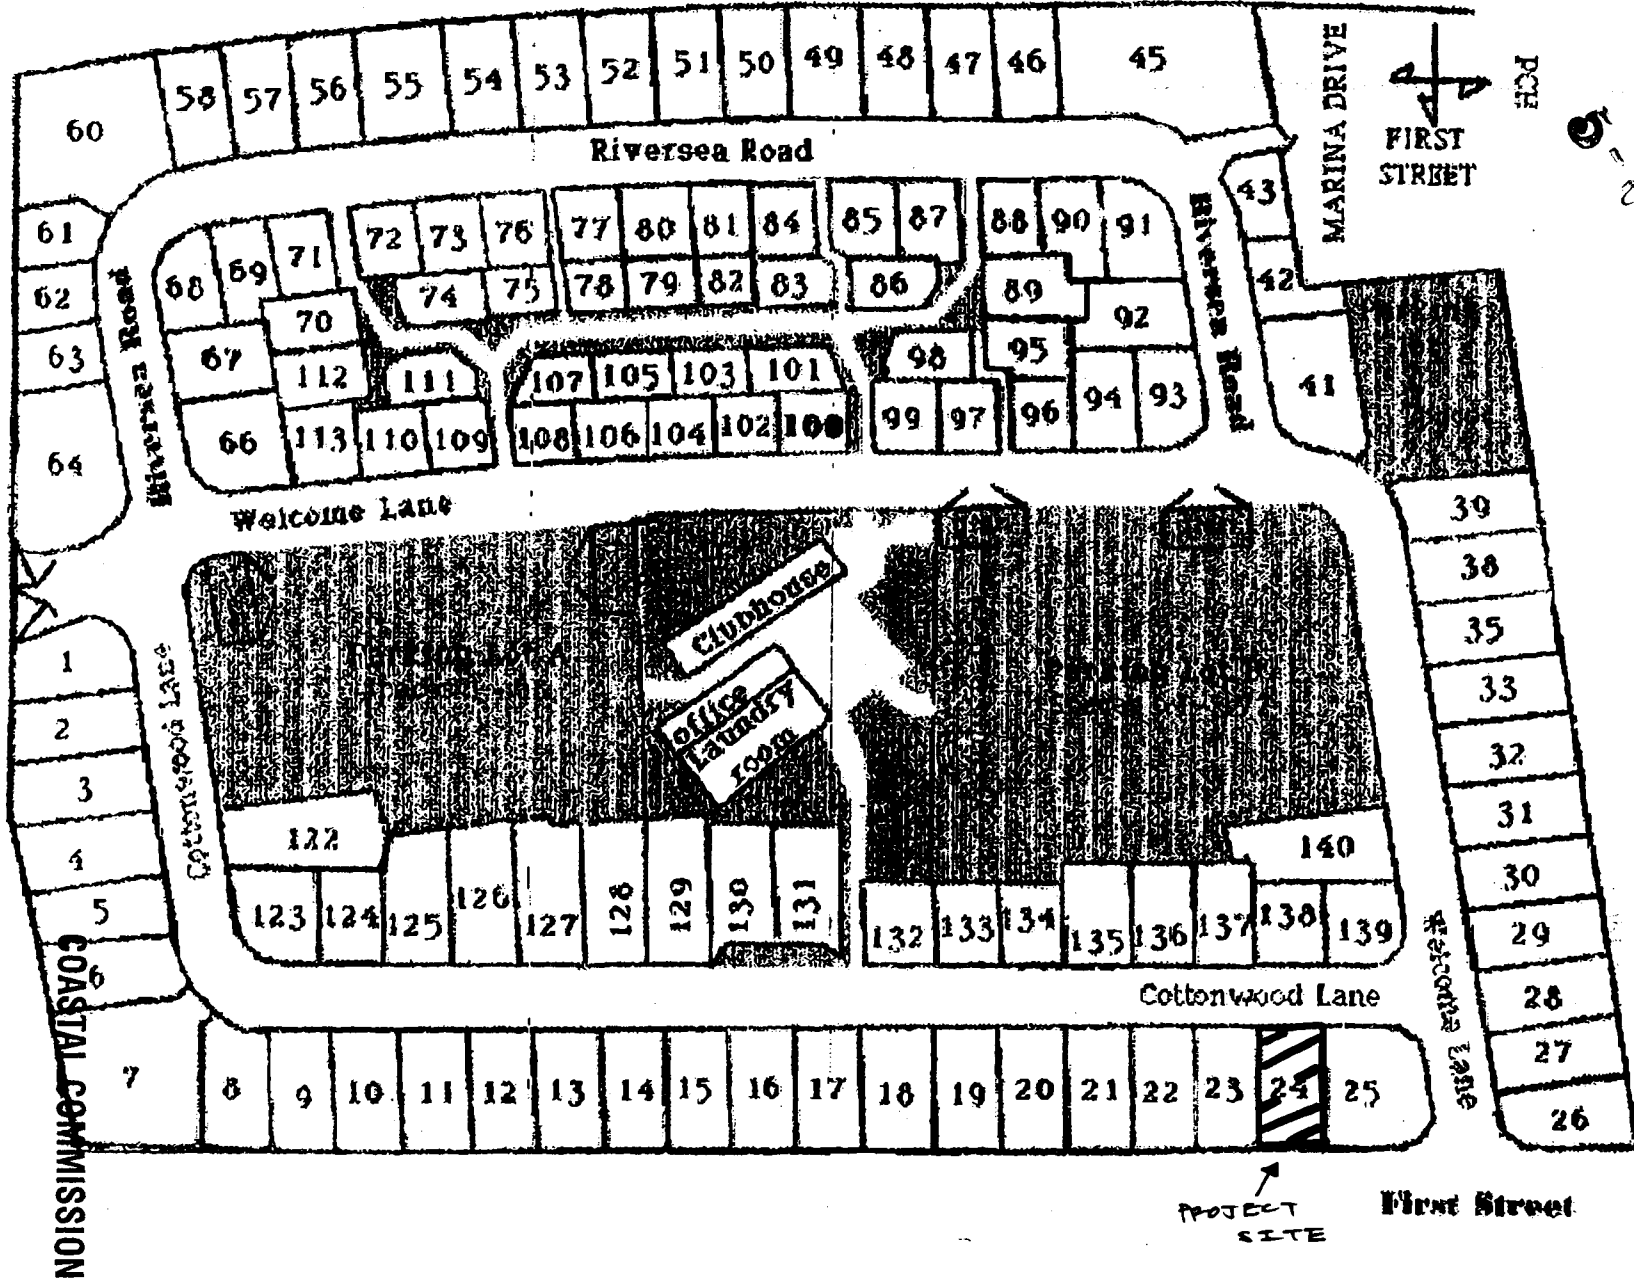 58 57 56 55 54 53 52 51 50 49 48 47 46 45
60
MARINA DRIVE
PCH
FIRST
STREET
Riversea Road
61
62
63
64
Riversea Road
68 69 71 72 73 76 77 80 81 84 85 87 88 90 91
43
42
41
70 74 75 78 79 82 83 86 89 92
67 112 111 107 105 103 101 98 95
66 113 110 109 108 106 104 102 100 99 97 96 94 93
Riversea Road
Welcome Lane
39
38
35
33
32
31
30
29
28
27
26
Clubhouse
office
Laundry
room
Parking Lot A
Parking Lot
1
2
3
4
5
6
7
Cottonwood Lane
122
123 124 125 126 127 128 129 130 131 132 133 134 135 136 137 138 139
140
Cottonwood Lane
Welcome Lane
8 9 10 11 12 13 14 15 16 17 18 19 20 21 22 23 24 25
COASTAL COMMISSION
PROJECT
SITE
First Street